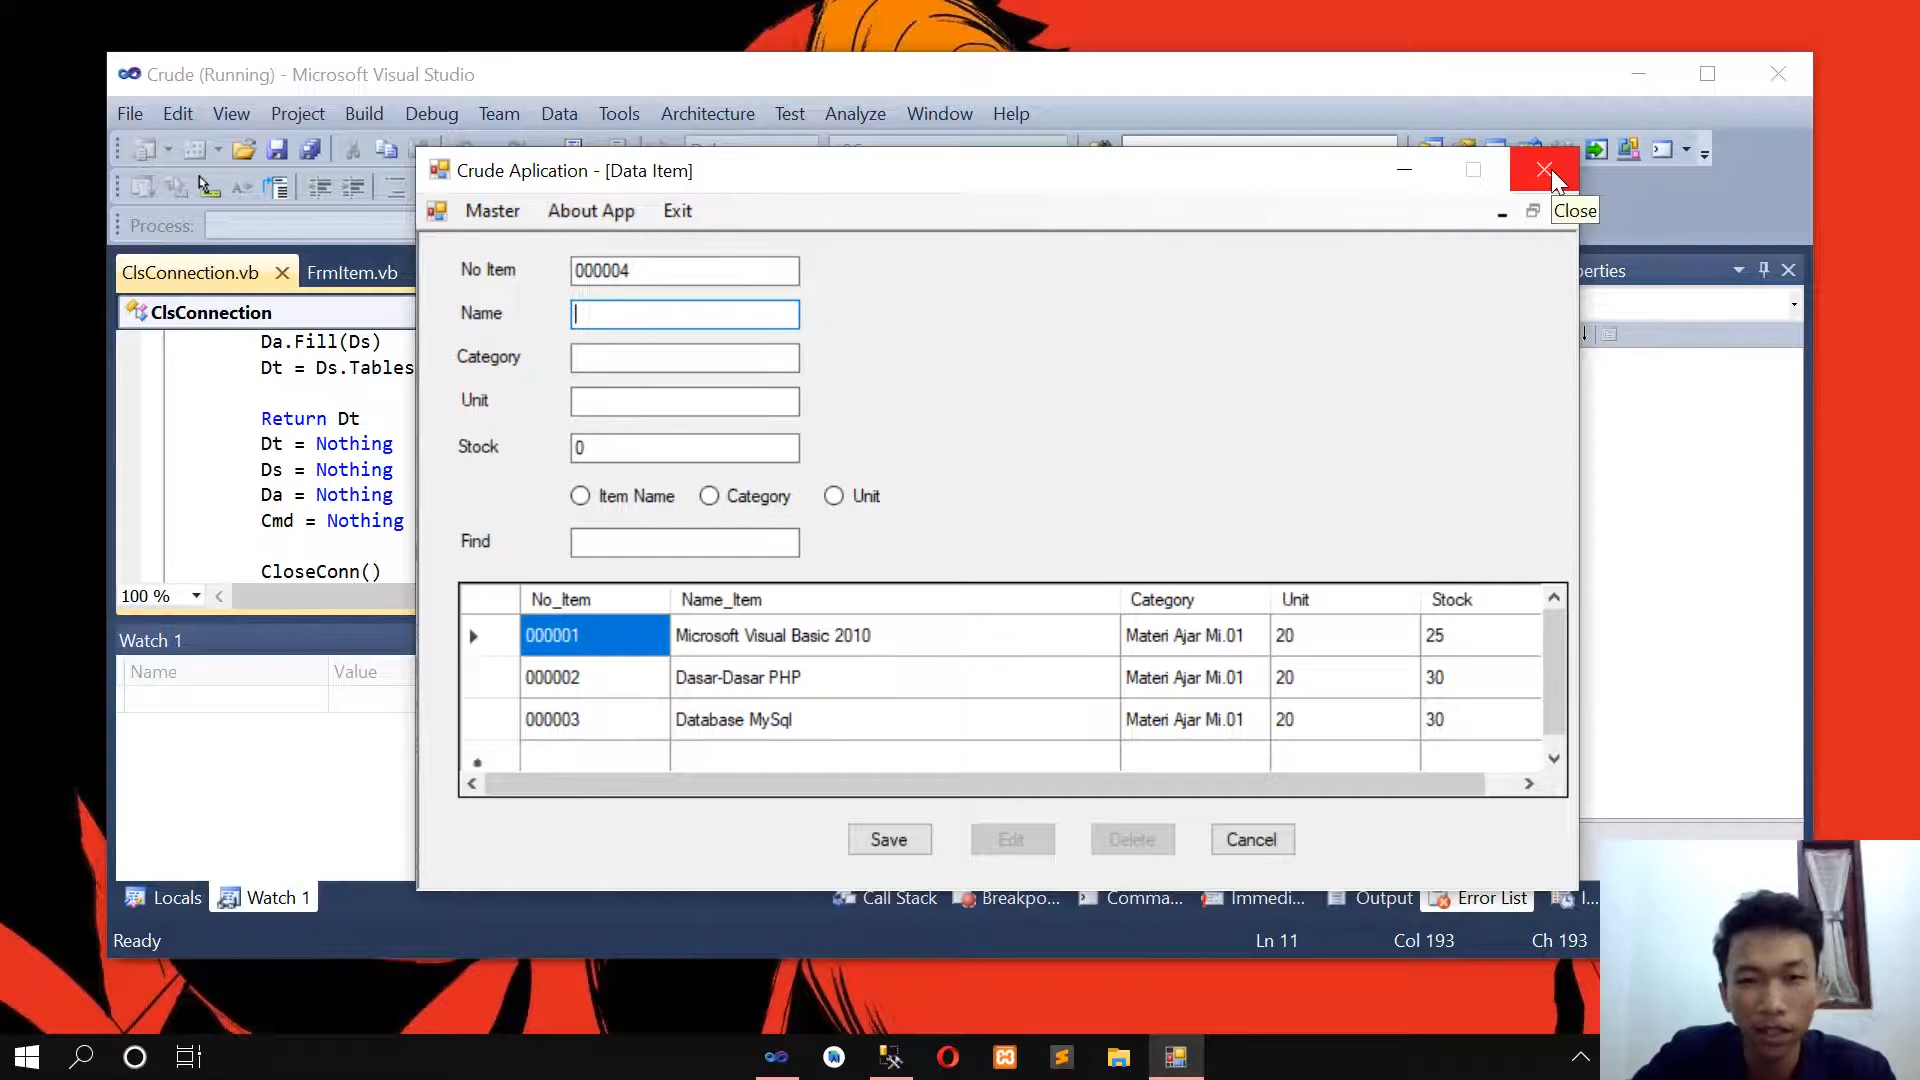 Crude (Running) - Microsoft Visual Studio
File Edit View Project Build Debug Team Data Tools Architecture Test Analyze Window Help
Crude Aplication - [Data Item]
Close
Master About App Exit
Process:
ClsConnection.vb FrmItem.vb
perties
ClsConnection
Da.Fill(Ds)
Dt = Ds.Tables
Return Dt
Dt = Nothing
Ds = Nothing
Da = Nothing
Cmd = Nothing
CloseConn()
100 %
No Item 000004
Name
Category
Unit
Stock 0
Item Name Category Unit
Find
No_Item Name_Item Category Unit Stock
000001 Microsoft Visual Basic 2010 Materi Ajar Mi.01 20 25
000002 Dasar-Dasar PHP Materi Ajar Mi.01 20 30
000003 Database MySql Materi Ajar Mi.01 20 30
Save Edit Delete Cancel
Watch 1
Name Value
Locals Watch 1 Call Stack Breakpo... Comma... Immedi... Output Error List I...
Ready Ln 11 Col 193 Ch 193